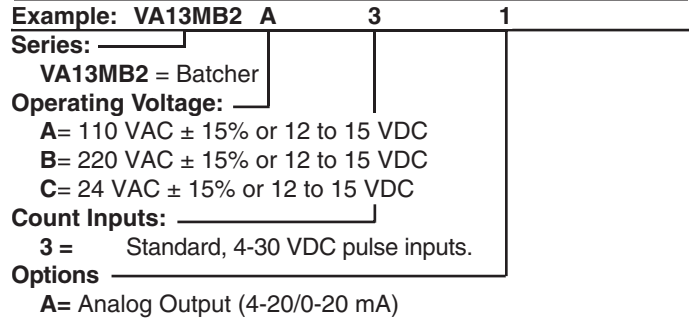 Example: VA13MB2 A 3 1
Series:
VA13MB2 = Batcher
Operating Voltage:
A= 110 VAC ± 15% or 12 to 15 VDC
B= 220 VAC ± 15% or 12 to 15 VDC
C= 24 VAC ± 15% or 12 to 15 VDC
Count Inputs:
3 = Standard, 4-30 VDC pulse inputs.
Options
A= Analog Output (4-20/0-20 mA)